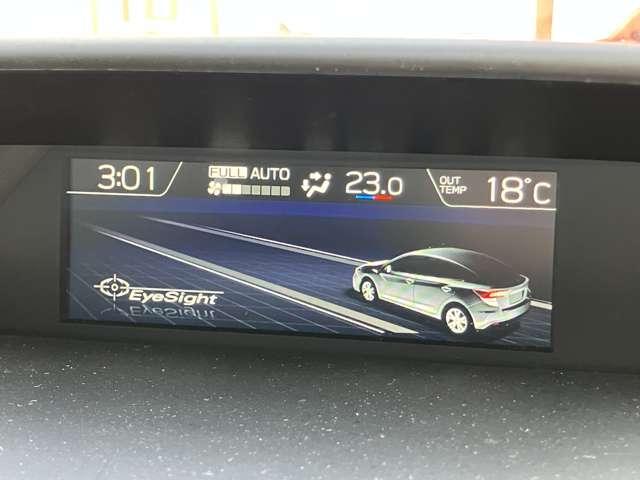 3:01
FULL AUTO
23.0
OUT TEMP 18°C
EyeSight